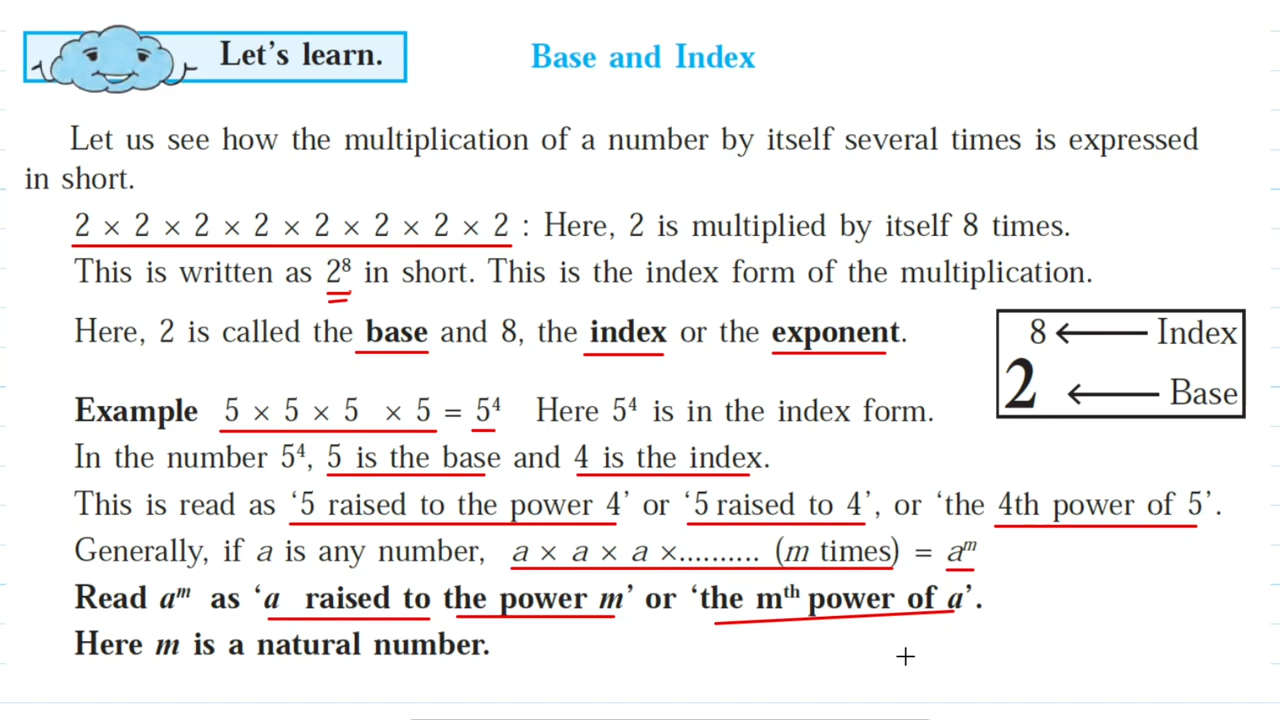 Let's learn.
Base and Index
Let us see how the multiplication of a number by itself several times is expressed
in short.
2 × 2 × 2 × 2 × 2 × 2 × 2 × 2 : Here, 2 is multiplied by itself 8 times.
This is written as 2⁸ in short. This is the index form of the multiplication.
Here, 2 is called the base and 8, the index or the exponent.
8 ← Index
2 ← Base
Example 5 × 5 × 5 × 5 = 5⁴ Here 5⁴ is in the index form.
In the number 5⁴, 5 is the base and 4 is the index.
This is read as ‘5 raised to the power 4’ or ‘5 raised to 4’, or ‘the 4th power of 5’.
Generally, if a is any number, a × a × a ×.......... (m times) = aᵐ
Read aᵐ as ‘a raised to the power m’ or ‘the mᵗʰ power of a’.
Here m is a natural number.